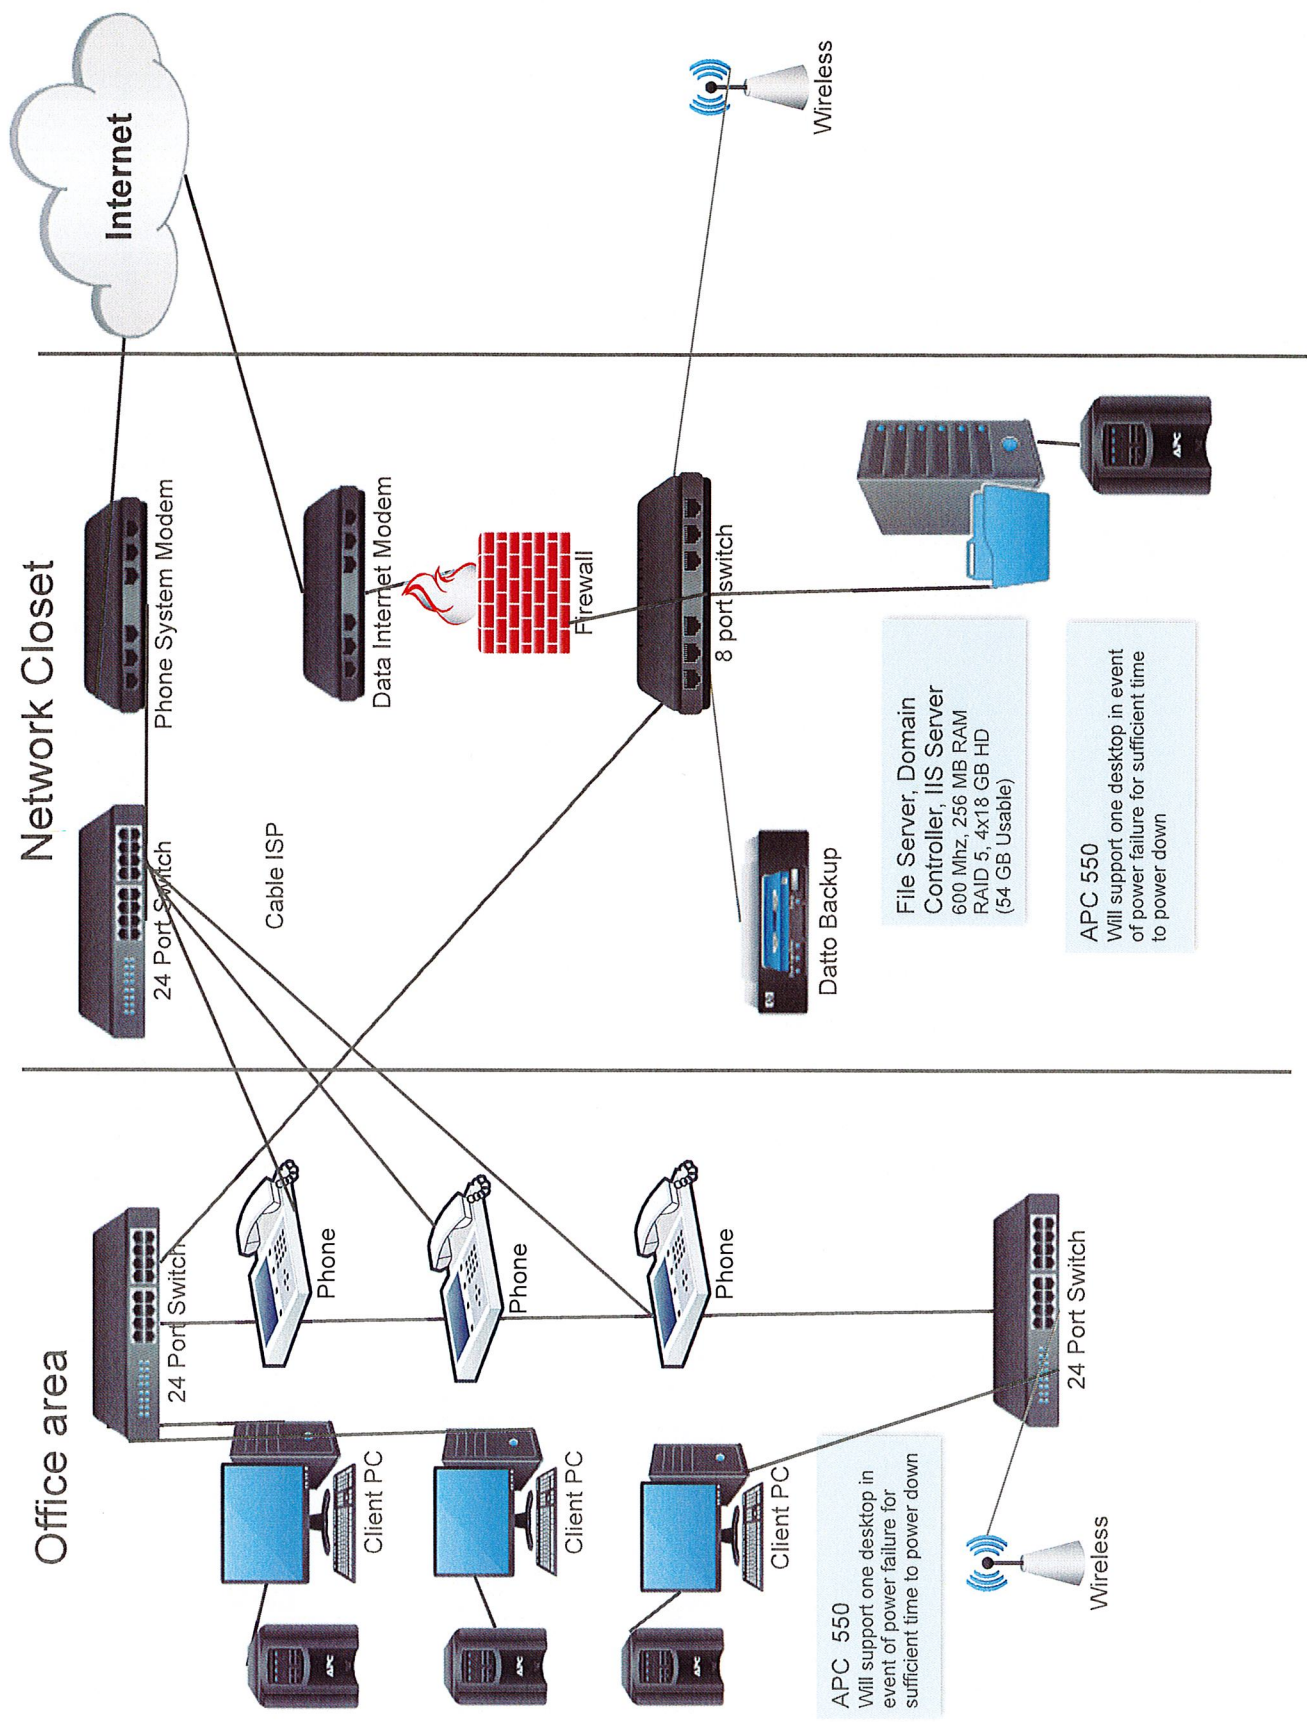 Office area
Network Closet
Internet
24 Port Switch
24 Port Switch
Phone System Modem
Cable ISP
Phone
Client PC
APC
Data Internet Modem
Phone
Client PC
APC
Firewall
Phone
Client PC
APC
8 port switch
Wireless
Datto Backup
APC 550
Will support one desktop in
event of power failure for
sufficient time to power down
File Server, Domain
Controller, IIS Server
600 Mhz, 256 MB RAM
RAID 5, 4x18 GB HD
(54 GB Usable)
24 Port Switch
Wireless
APC 550
Will support one desktop in event
of power failure for sufficient time
to power down
APC